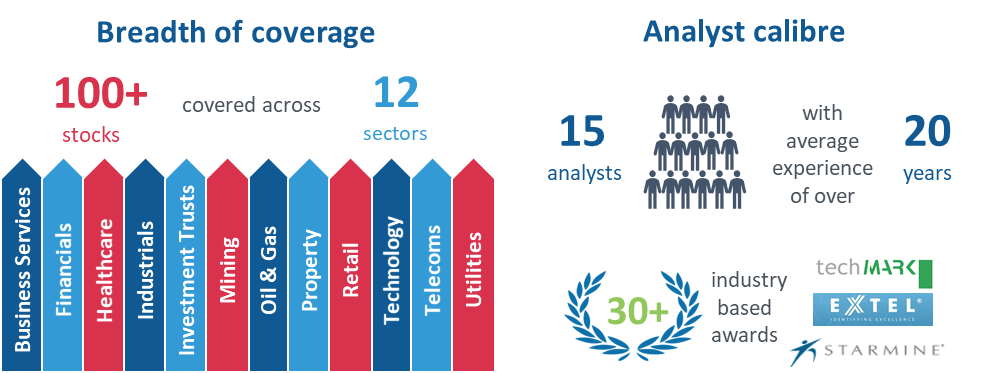 Breadth of coverage
100+
stocks
covered across
12
sectors
Business Services
Financials
Healthcare
Industrials
Investment Trusts
Mining
Oil & Gas
Property
Retail
Technology
Telecoms
Utilities
Analyst calibre
15
analysts
with
average
experience
of over
20
years
30+
industry
based
awards
techMARK
EXTEL®
IDENTIFYING EXCELLENCE
STARMINE®